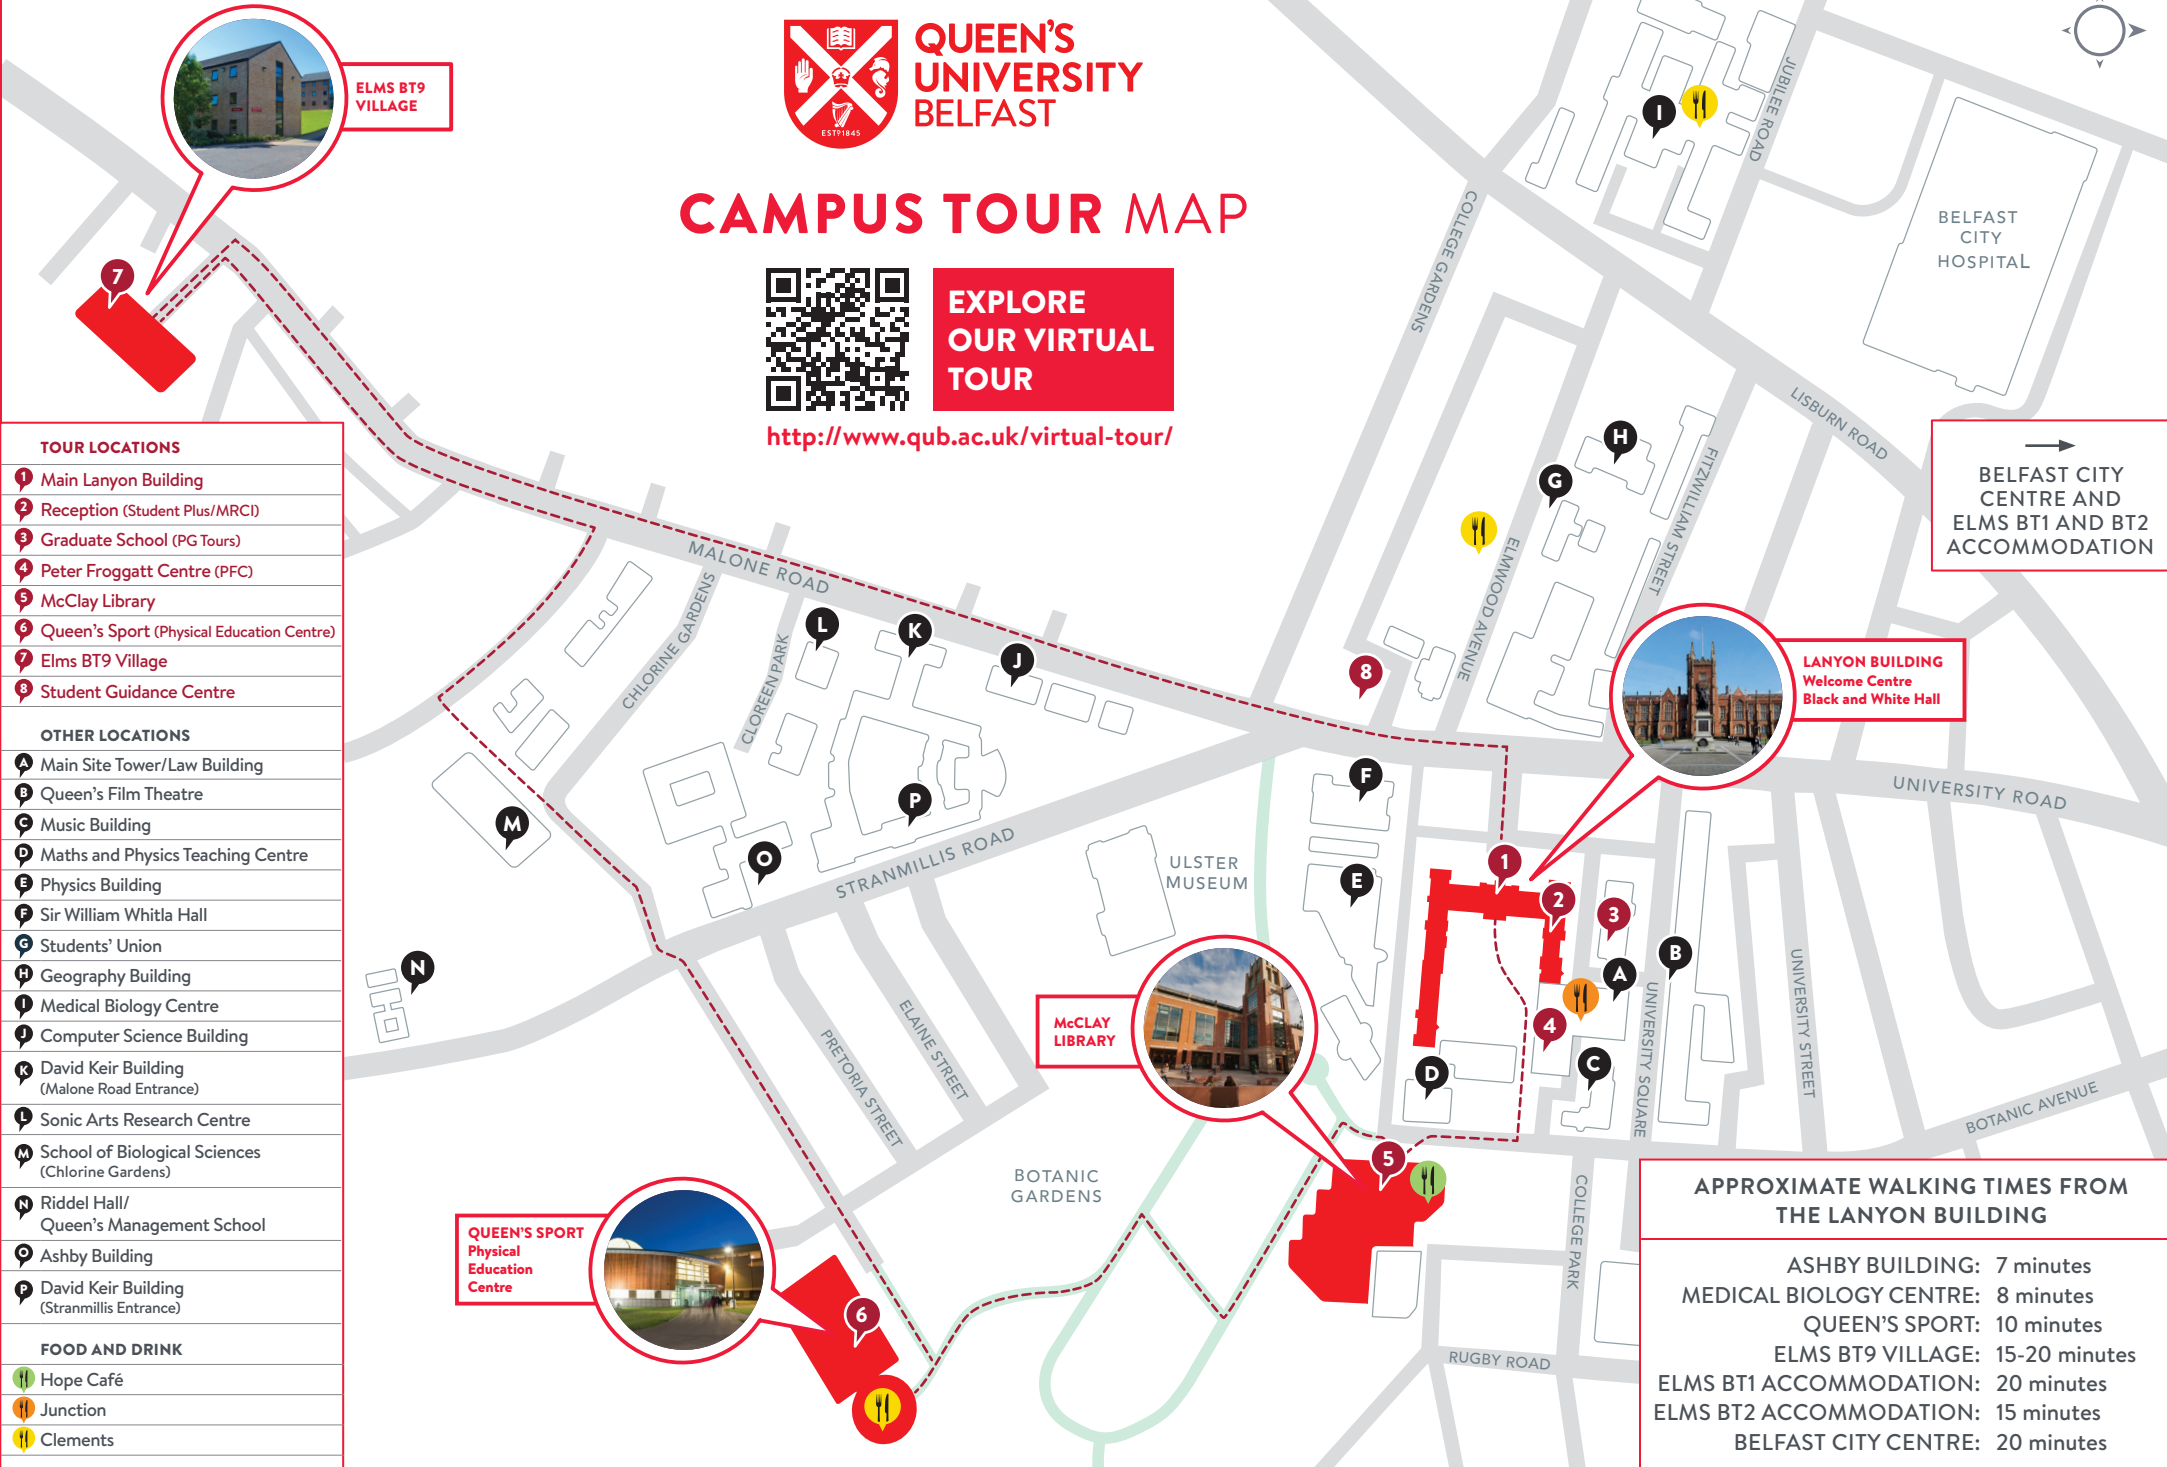 ELMS BT9
VILLAGE
QUEEN'S
UNIVERSITY
BELFAST
ESTD1845
CAMPUS TOUR MAP
EXPLORE
OUR VIRTUAL
TOUR
http://www.qub.ac.uk/virtual-tour/
TOUR LOCATIONS
1 Main Lanyon Building
2 Reception (Student Plus/MRCI)
3 Graduate School (PG Tours)
4 Peter Froggatt Centre (PFC)
5 McClay Library
6 Queen's Sport (Physical Education Centre)
7 Elms BT9 Village
8 Student Guidance Centre
OTHER LOCATIONS
A Main Site Tower/Law Building
B Queen's Film Theatre
C Music Building
D Maths and Physics Teaching Centre
E Physics Building
F Sir William Whitla Hall
G Students' Union
H Geography Building
I Medical Biology Centre
J Computer Science Building
K David Keir Building
(Malone Road Entrance)
L Sonic Arts Research Centre
M School of Biological Sciences
(Chlorine Gardens)
N Riddel Hall/
Queen's Management School
O Ashby Building
P David Keir Building
(Stranmillis Entrance)
FOOD AND DRINK
Hope Café
Junction
Clements
7
I
JUBILEE ROAD
COLLEGE GARDENS
BELFAST
CITY
HOSPITAL
LISBURN ROAD
BELFAST CITY
CENTRE AND
ELMS BT1 AND BT2
ACCOMMODATION
H
G
FITZWILLIAM STREET
ELMWOOD AVENUE
MALONE ROAD
CHLORINE GARDENS
CLOREEN PARK
L
K
J
8
LANYON BUILDING
Welcome Centre
Black and White Hall
UNIVERSITY ROAD
M
P
O
F
STRANMILLIS ROAD
ULSTER
MUSEUM
E
1
2
3
B
A
N
4
UNIVERSITY SQUARE
UNIVERSITY STREET
McCLAY
LIBRARY
ELAINE STREET
PRETORIA STREET
D
C
BOTANIC AVENUE
5
BOTANIC
GARDENS
COLLEGE PARK
QUEEN'S SPORT
Physical
Education
Centre
6
RUGBY ROAD
APPROXIMATE WALKING TIMES FROM
THE LANYON BUILDING
ASHBY BUILDING: 7 minutes
MEDICAL BIOLOGY CENTRE: 8 minutes
QUEEN'S SPORT: 10 minutes
ELMS BT9 VILLAGE: 15-20 minutes
ELMS BT1 ACCOMMODATION: 20 minutes
ELMS BT2 ACCOMMODATION: 15 minutes
BELFAST CITY CENTRE: 20 minutes